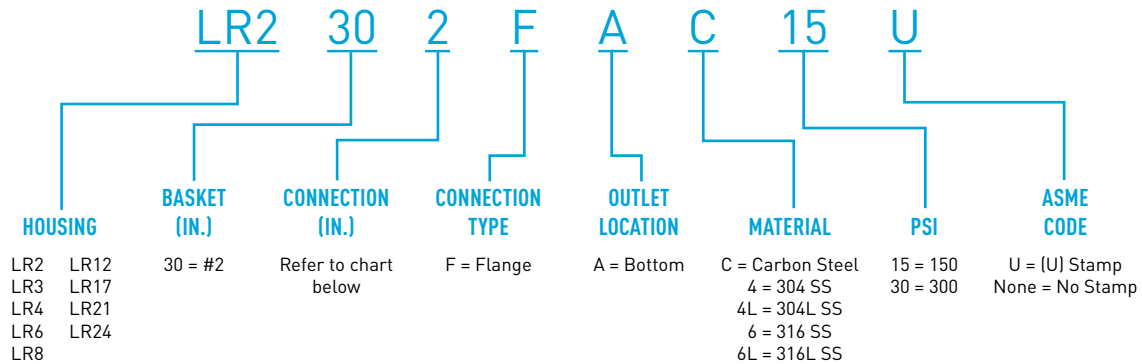 LR2 30 2 F A C 15 U
HOUSING
LR2 LR12
LR3 LR17
LR4 LR21
LR6 LR24
LR8
BASKET
(IN.)
30 = #2
CONNECTION
(IN.)
Refer to chart
below
CONNECTION
TYPE
F = Flange
OUTLET
LOCATION
A = Bottom
MATERIAL
C = Carbon Steel
4 = 304 SS
4L = 304L SS
6 = 316 SS
6L = 316L SS
PSI
15 = 150
30 = 300
ASME
CODE
U = (U) Stamp
None = No Stamp